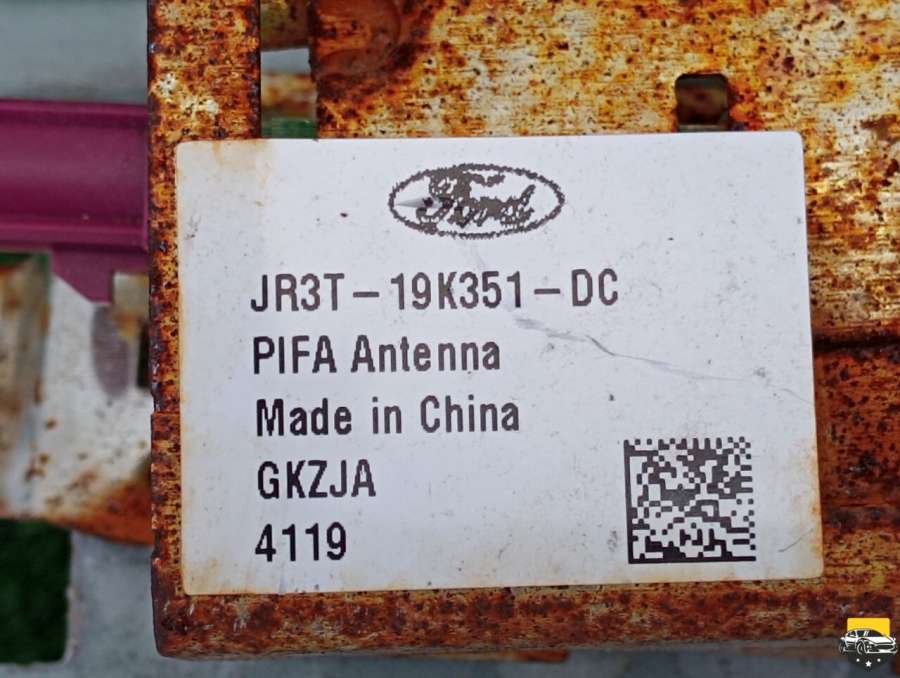 Ford
JR3T-19K351-DC
PIFA Antenna
Made in China
GKZJA
4119